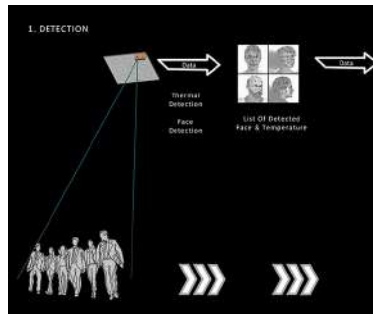 1. DETECTION
Data
Data
Thermal
Detection
Face
Detection
List Of Detected
Face & Temperature